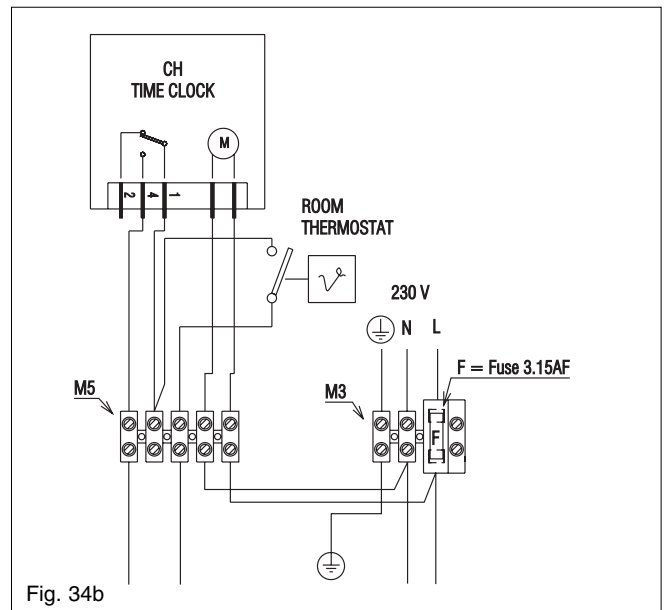 CH
TIME CLOCK
M
2 4 1
ROOM
THERMOSTAT
230 V
N L
F = Fuse 3.15AF
M5
M3
F
Fig. 34b